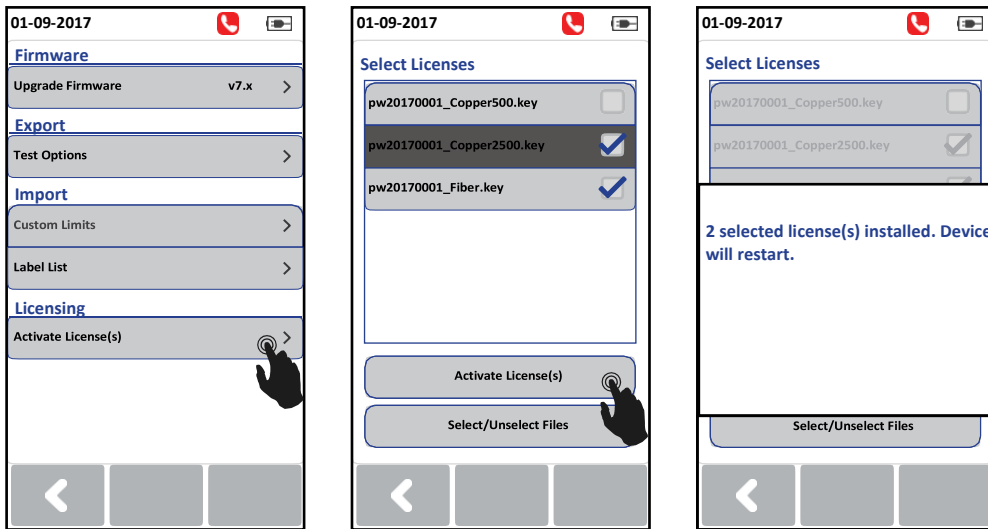 01-09-2017
Firmware
Upgrade Firmware v7.x
Export
Test Options
Import
Custom Limits
Label List
Licensing
Activate License(s)
01-09-2017
Select Licenses
pw20170001_Copper500.key
pw20170001_Copper2500.key
pw20170001_Fiber.key
Activate License(s)
Select/Unselect Files
01-09-2017
Select Licenses
pw20170001_Copper500.key
pw20170001_Copper2500.key
2 selected license(s) installed. Device
will restart.
Select/Unselect Files